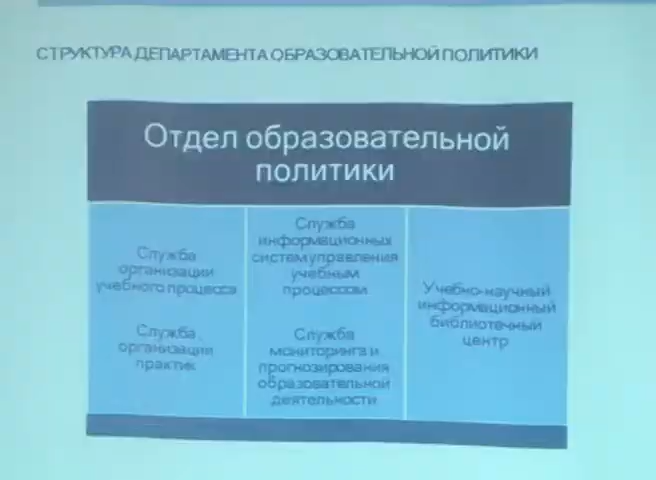 СТРУКТУРА ДЕПАРТАМЕНТА ОБРАЗОВАТЕЛЬНОЙ ПОЛИТИКИ
Отдел образовательной
политики
Служба
организации
учебного процесса
Служба
организации
практик
Служба
информационных
систем управления
учебным
процессом
Служба
мониторинга и
прогнозирования
образовательной
деятельности
Учебно-научный
информационный
библиотечный
центр